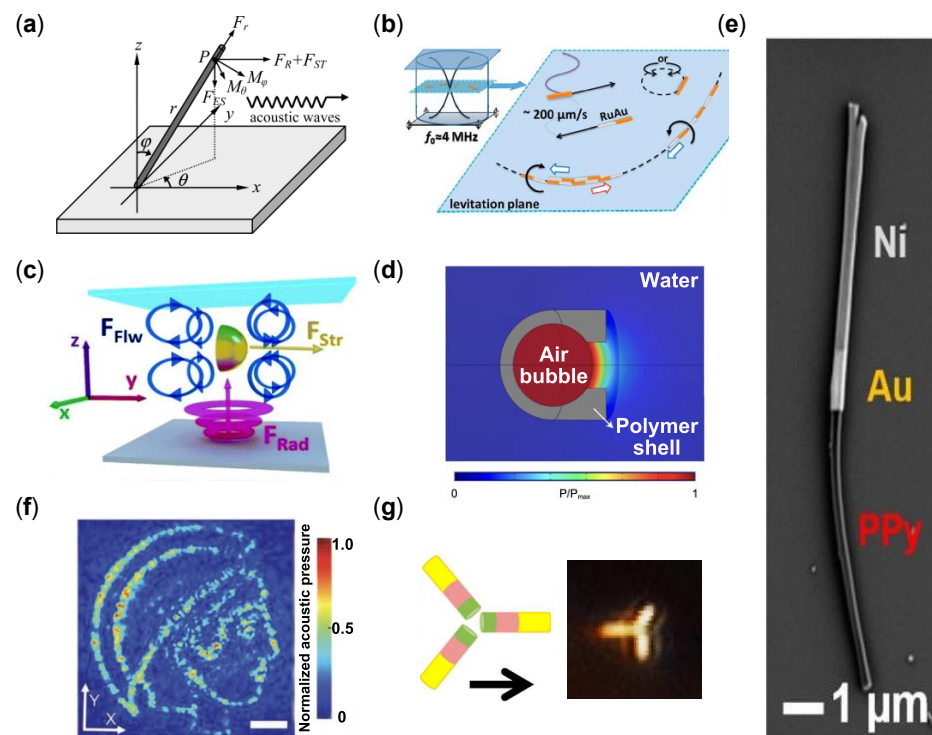 (a)
z
F_r
P
F_R+F_ST
M_φ
M_θ
F_ES
r
y
acoustic waves
φ
θ
x
(b)
or
~ 200 μm/s
RuAu
f_0≈4 MHz
levitation plane
(c)
F_Flw
F_Str
z
y
x
F_Rad
(d)
Water
Air
bubble
Polymer
shell
0
P/P_max
1
(e)
Ni
Au
PPy
1 μm
(f)
Normalized acoustic pressure
1.0
0.5
0
Y
X
(g)